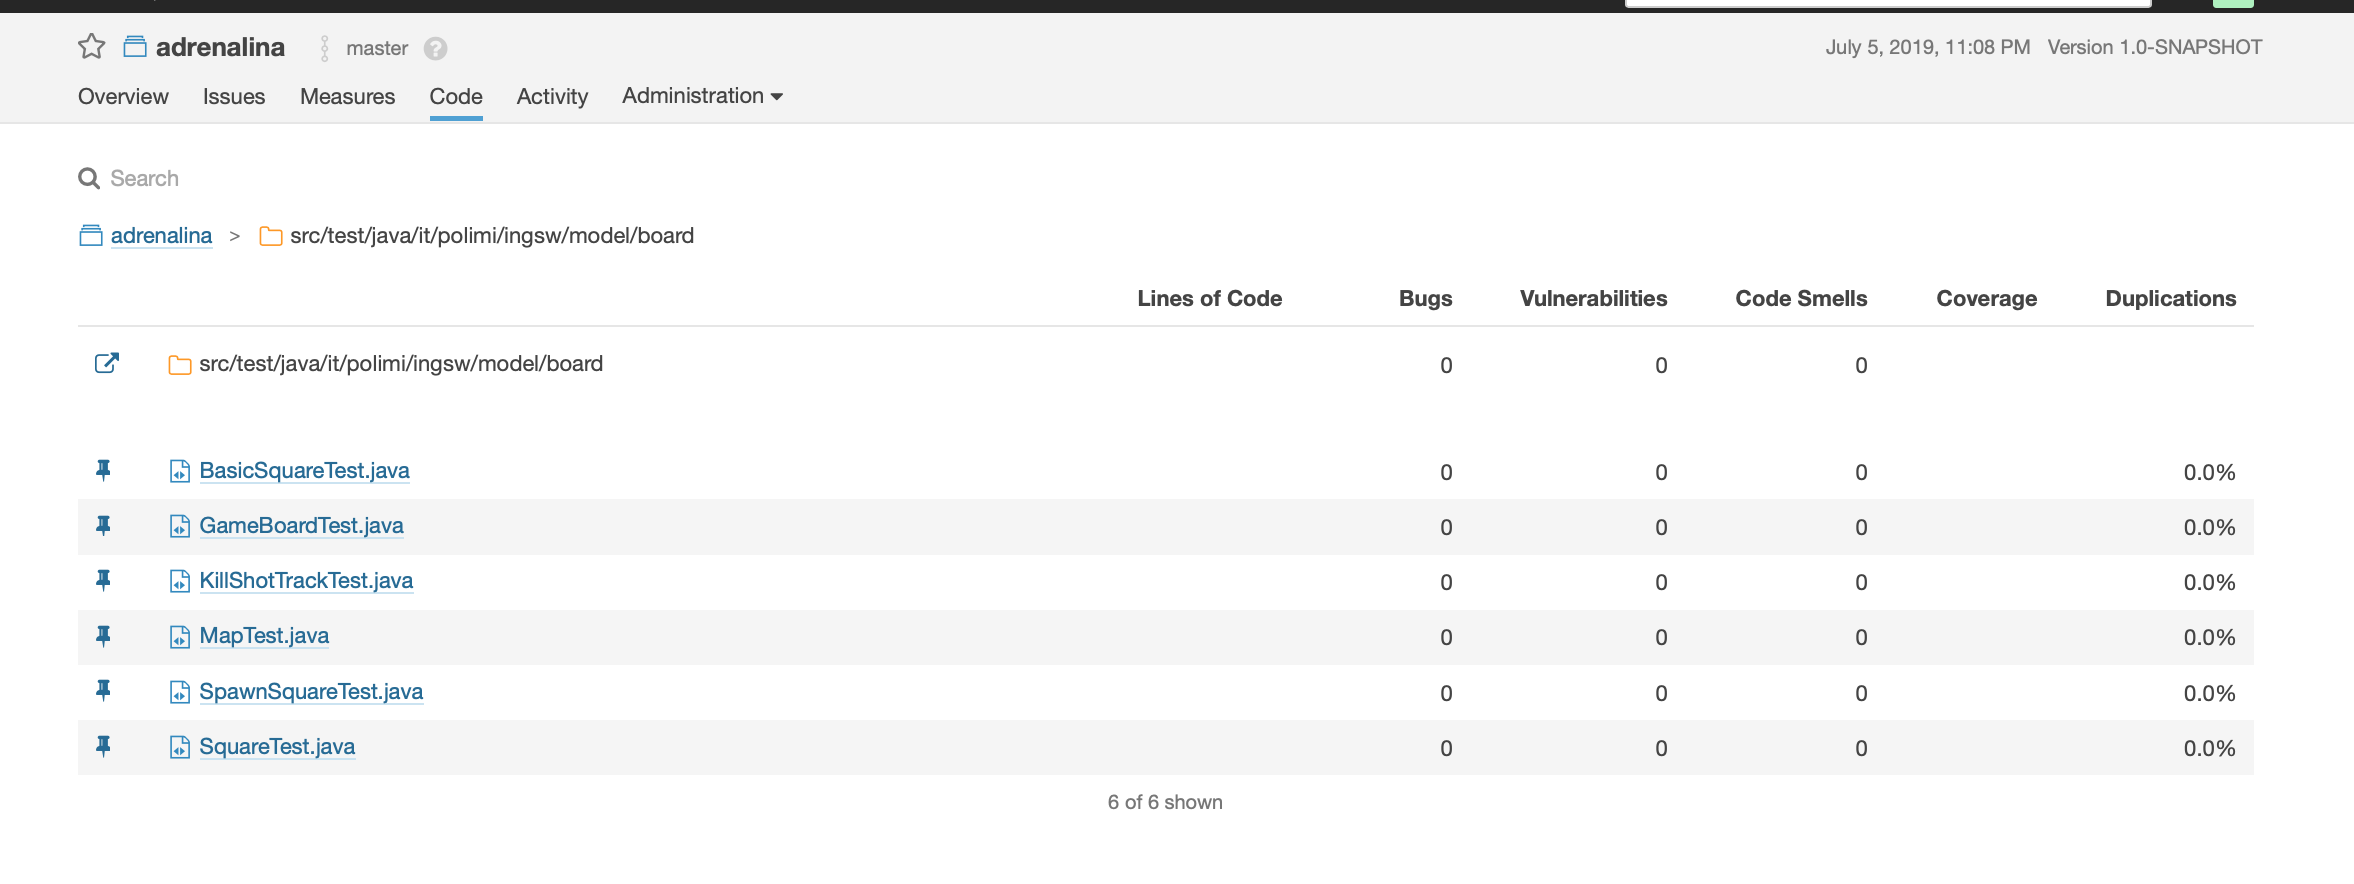 adrenalina master ? July 5, 2019, 11:08 PM Version 1.0-SNAPSHOT
Overview Issues Measures Code Activity Administration
Search
adrenalina > src/test/java/it/polimi/ingsw/model/board
Lines of Code Bugs Vulnerabilities Code Smells Coverage Duplications
src/test/java/it/polimi/ingsw/model/board 0 0 0
BasicSquareTest.java 0 0 0 0.0%
GameBoardTest.java 0 0 0 0.0%
KillShotTrackTest.java 0 0 0 0.0%
MapTest.java 0 0 0 0.0%
SpawnSquareTest.java 0 0 0 0.0%
SquareTest.java 0 0 0 0.0%
6 of 6 shown